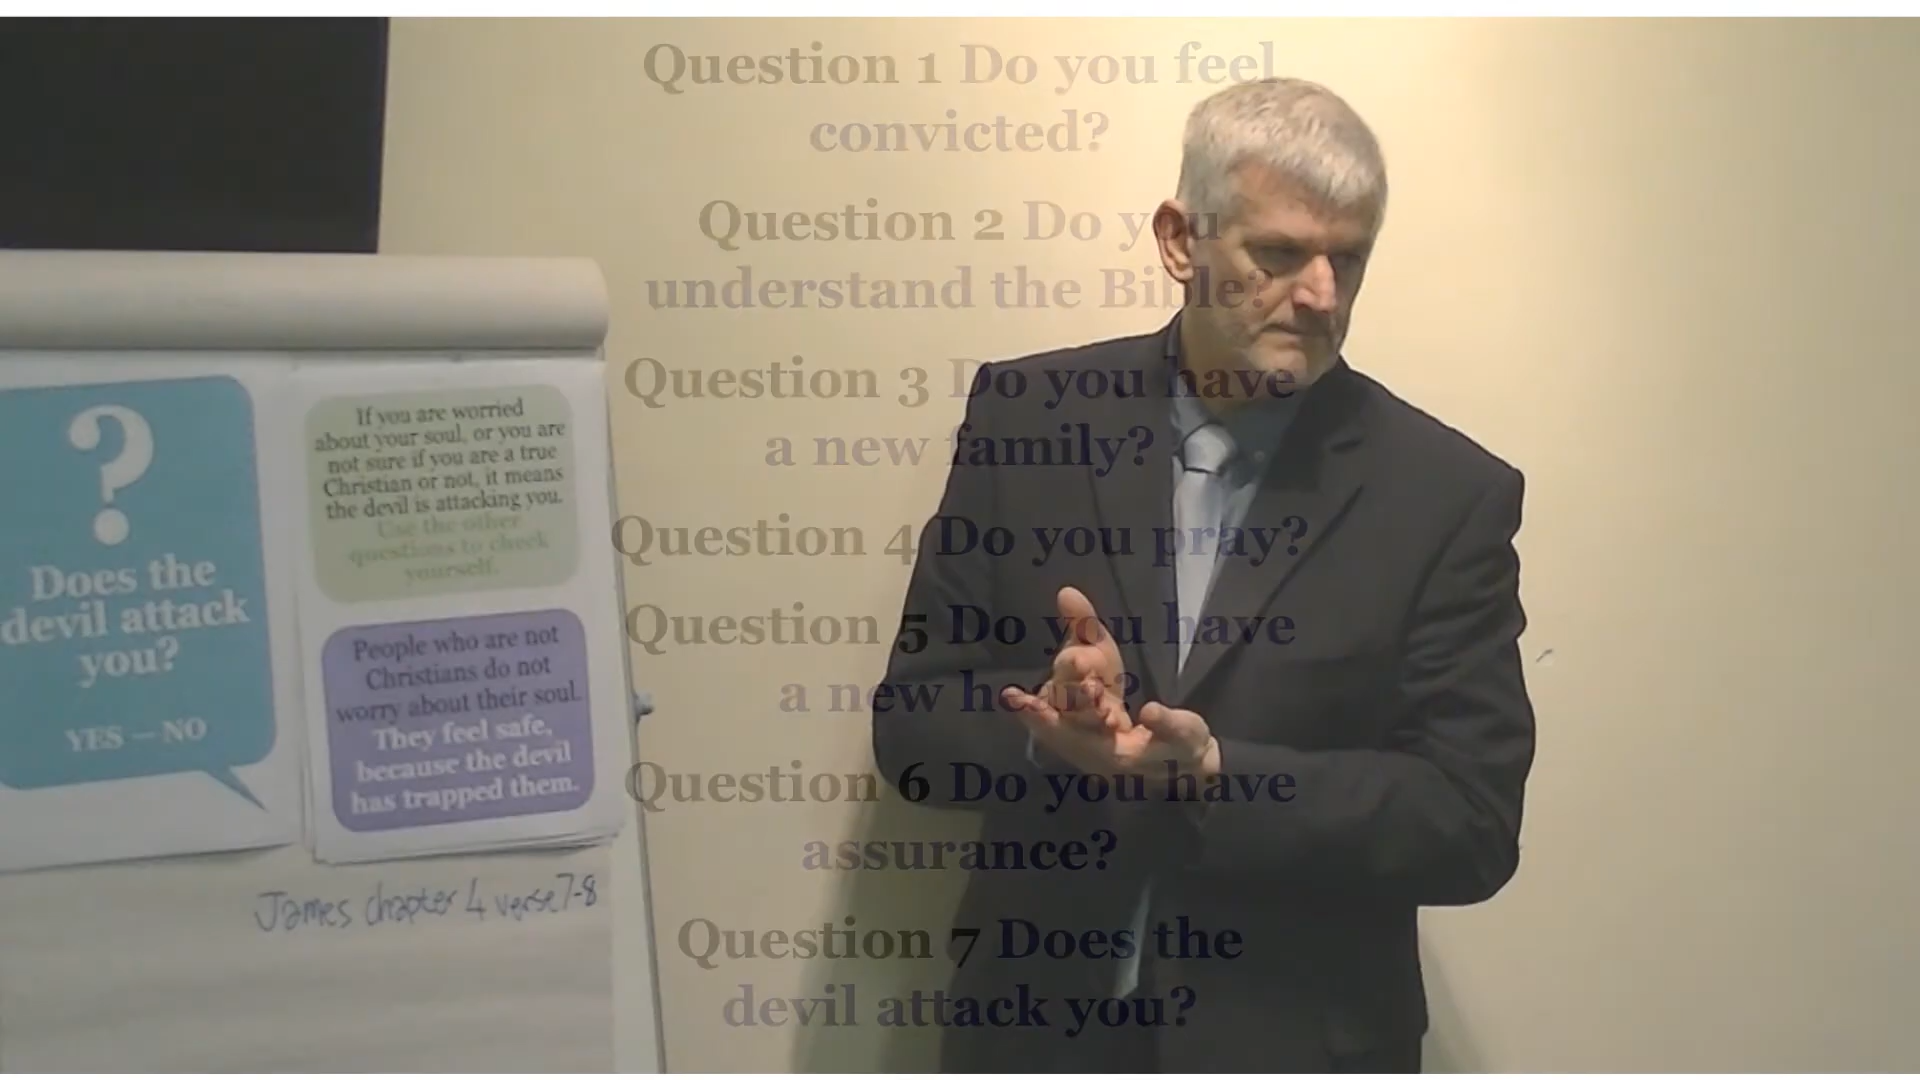 Question 1 Do you feel
convicted?
Question 2 Do you
understand the Bible?
Question 3 Do you have
a new family?
Question 4 Do you pray?
Question 5 Do you have
a new heart?
Question 6 Do you have
assurance?
Question 7 Does the
devil attack you?
?
Does the
devil attack
you?
YES – NO
If you are worried
about your soul, or you are
not sure if you are a true
Christian or not, it means
the devil is attacking you.
Use the other
questions to check
yourself.
People who are not
Christians do not
worry about their soul.
They feel safe,
because the devil
has trapped them.
James chapter 4 verse 7-8